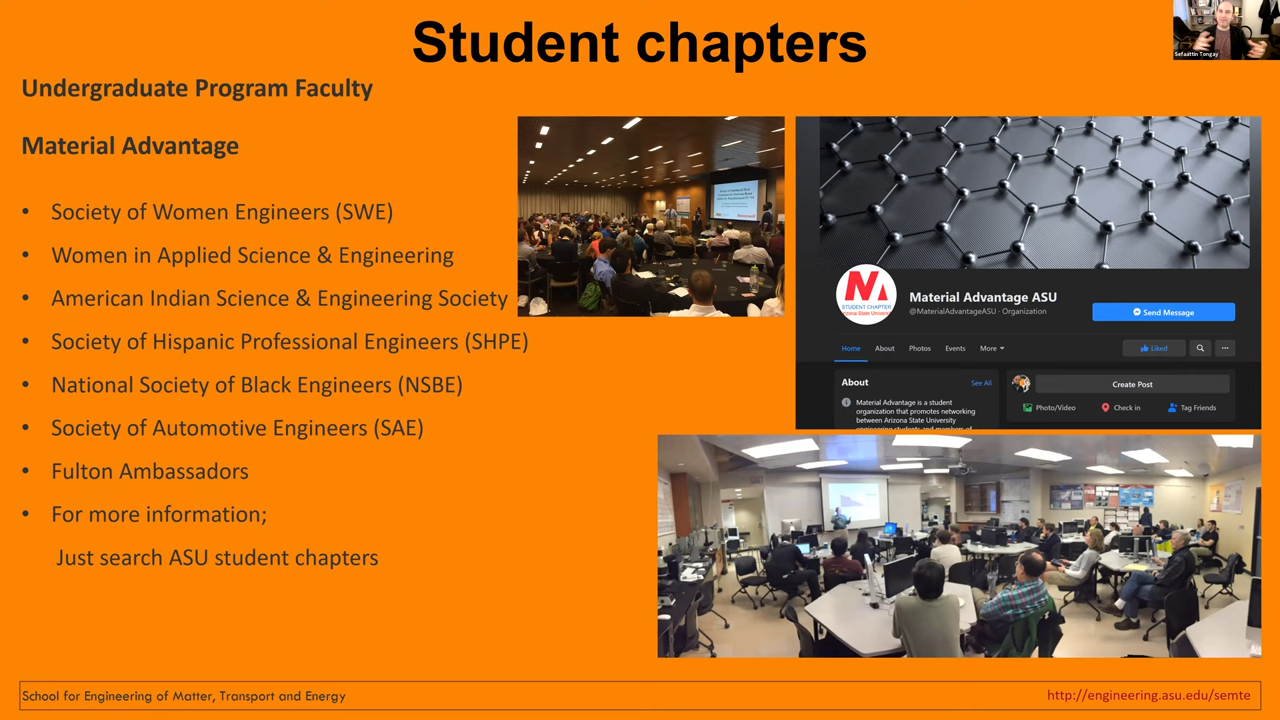 Student chapters
Sefaattin Tongay
Undergraduate Program Faculty
Material Advantage
• Society of Women Engineers (SWE)
• Women in Applied Science & Engineering
• American Indian Science & Engineering Society
• Society of Hispanic Professional Engineers (SHPE)
• National Society of Black Engineers (NSBE)
• Society of Automotive Engineers (SAE)
• Fulton Ambassadors
• For more information;
Just search ASU student chapters
M
STUDENT CHAPTER
Material Advantage ASU
@MaterialAdvantageASU · Organization
Send Message
Home About Photos Events More
Liked
About See All
Material Advantage is a student
organization that promotes networking
between Arizona State University
engineering students and members of
Create Post
Photo/Video Check in Tag Friends
School for Engineering of Matter, Transport and Energy
http://engineering.asu.edu/semte